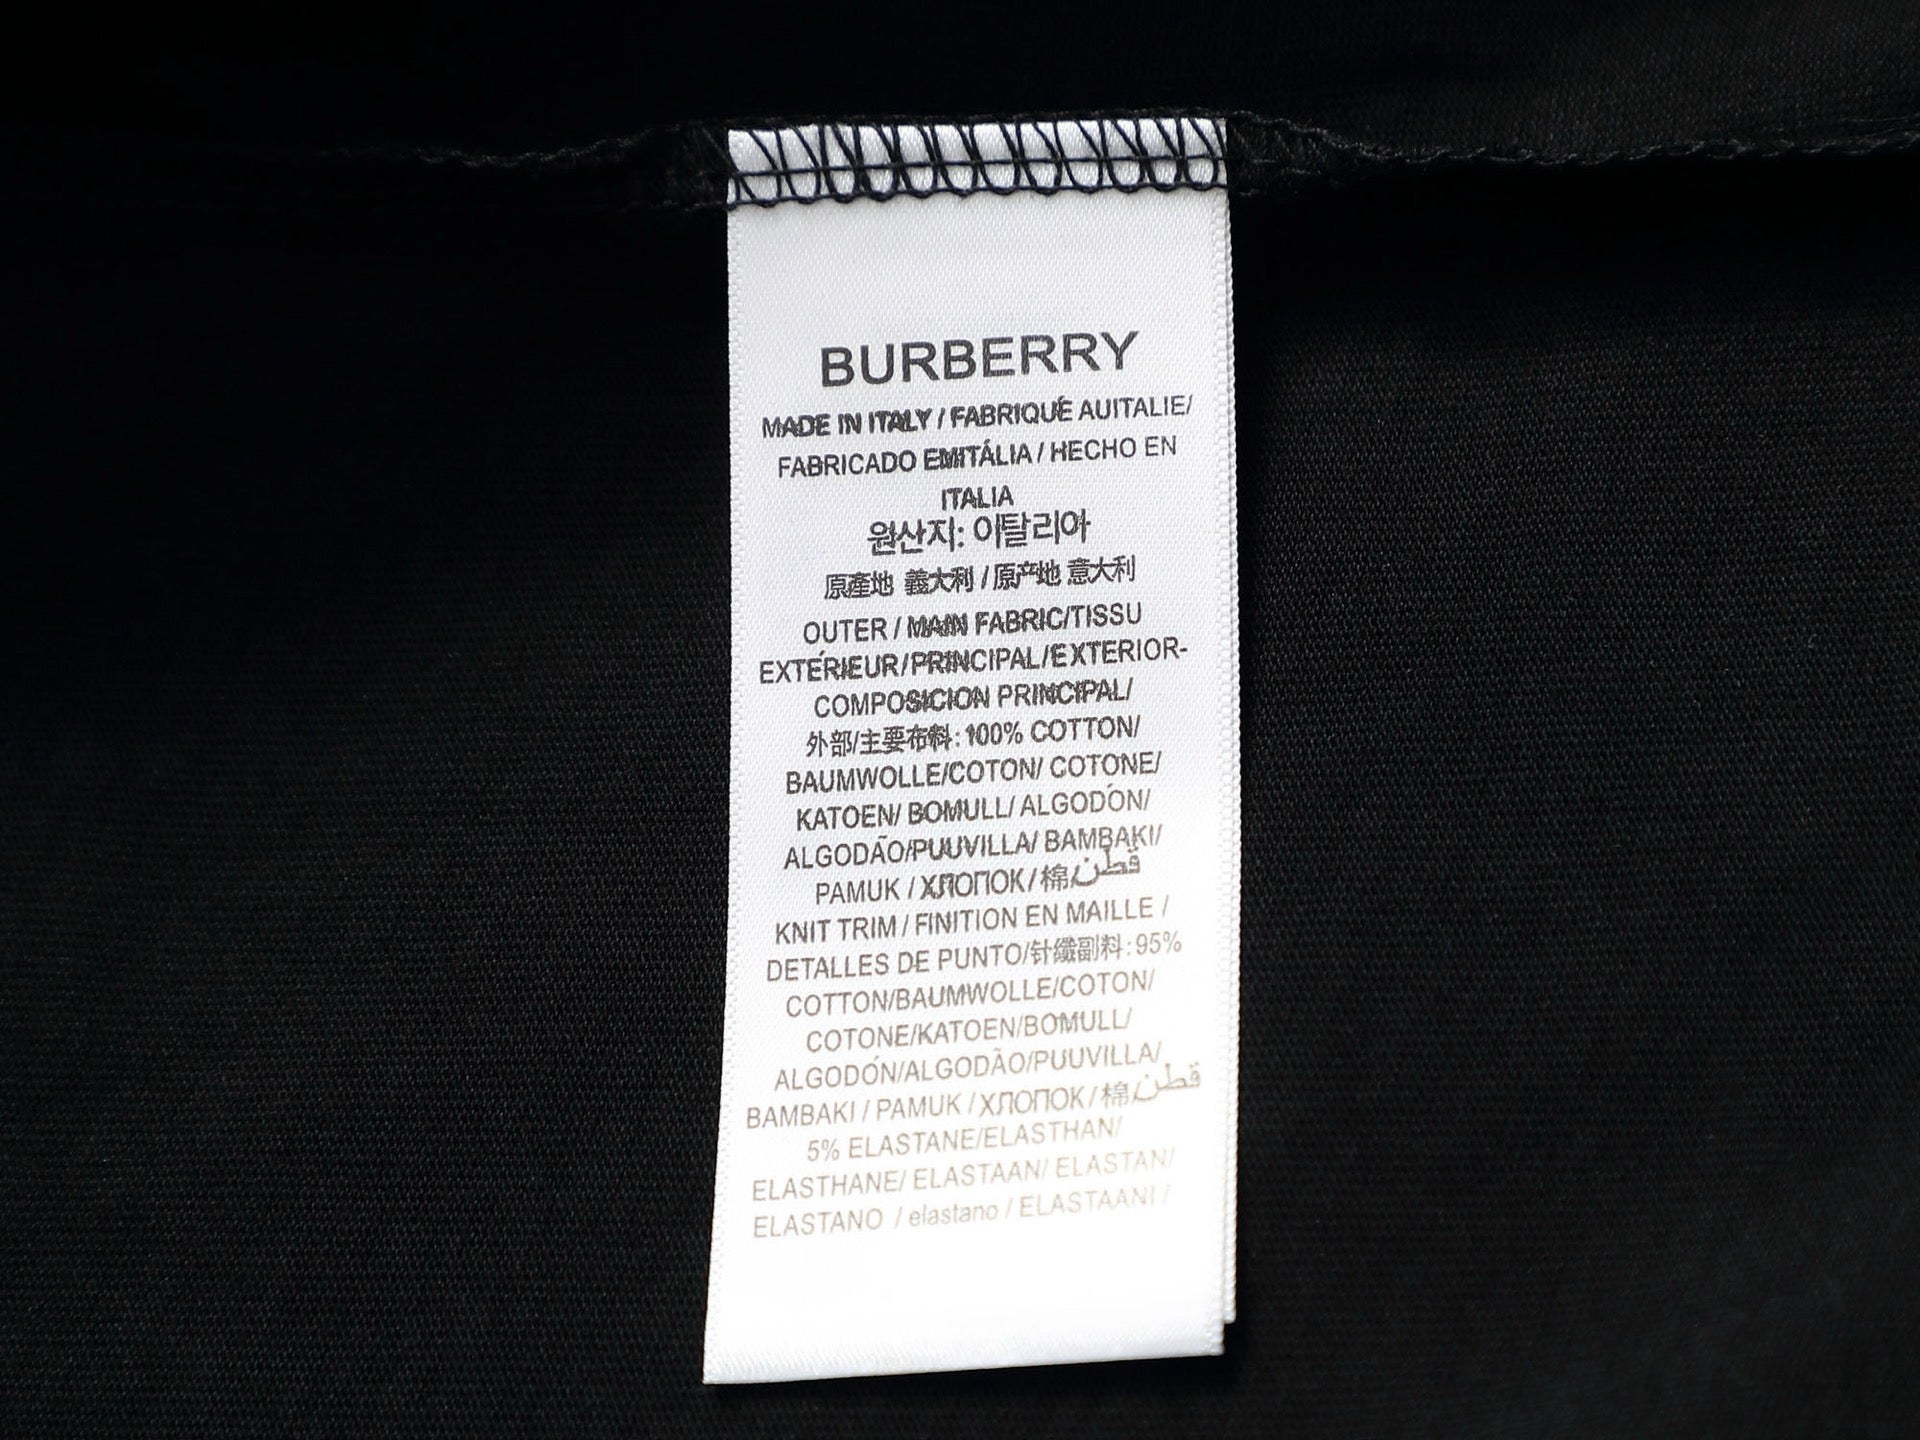 BURBERRY
MADE IN ITALY / FABRIQUÉ AUITALIE/
FABRICADO EMITÁLIA / HECHO EN
ITALIA
원산지: 이탈리아
原產地 義大利 / 原产地 意大利
OUTER / MAIN FABRIC/TISSU
EXTÉRIEUR/PRINCIPAL/EXTERIOR-
COMPOSICION PRINCIPAL/
外部/主要布料: 100% COTTON/
BAUMWOLLE/COTON/ COTONE/
KATOEN/ BOMULL/ ALGODÓN/
ALGODÃO/PUUVILLA/ BAMBAKI/
PAMUK / ХЛОПОК / 棉/قطن
KNIT TRIM / FINITION EN MAILLE /
DETALLES DE PUNTO/针纖副料: 95%
COTTON/BAUMWOLLE/COTON/
COTONE/KATOEN/BOMULL/
ALGODÓN/ALGODÃO/PUUVILLA/
BAMBAKI / PAMUK / ХЛОПОК / 棉/قطن
5% ELASTANE/ELASTHAN/
ELASTHANE/ ELASTAAN/ ELASTAN/
ELASTANO / elastano / ELASTAANI /